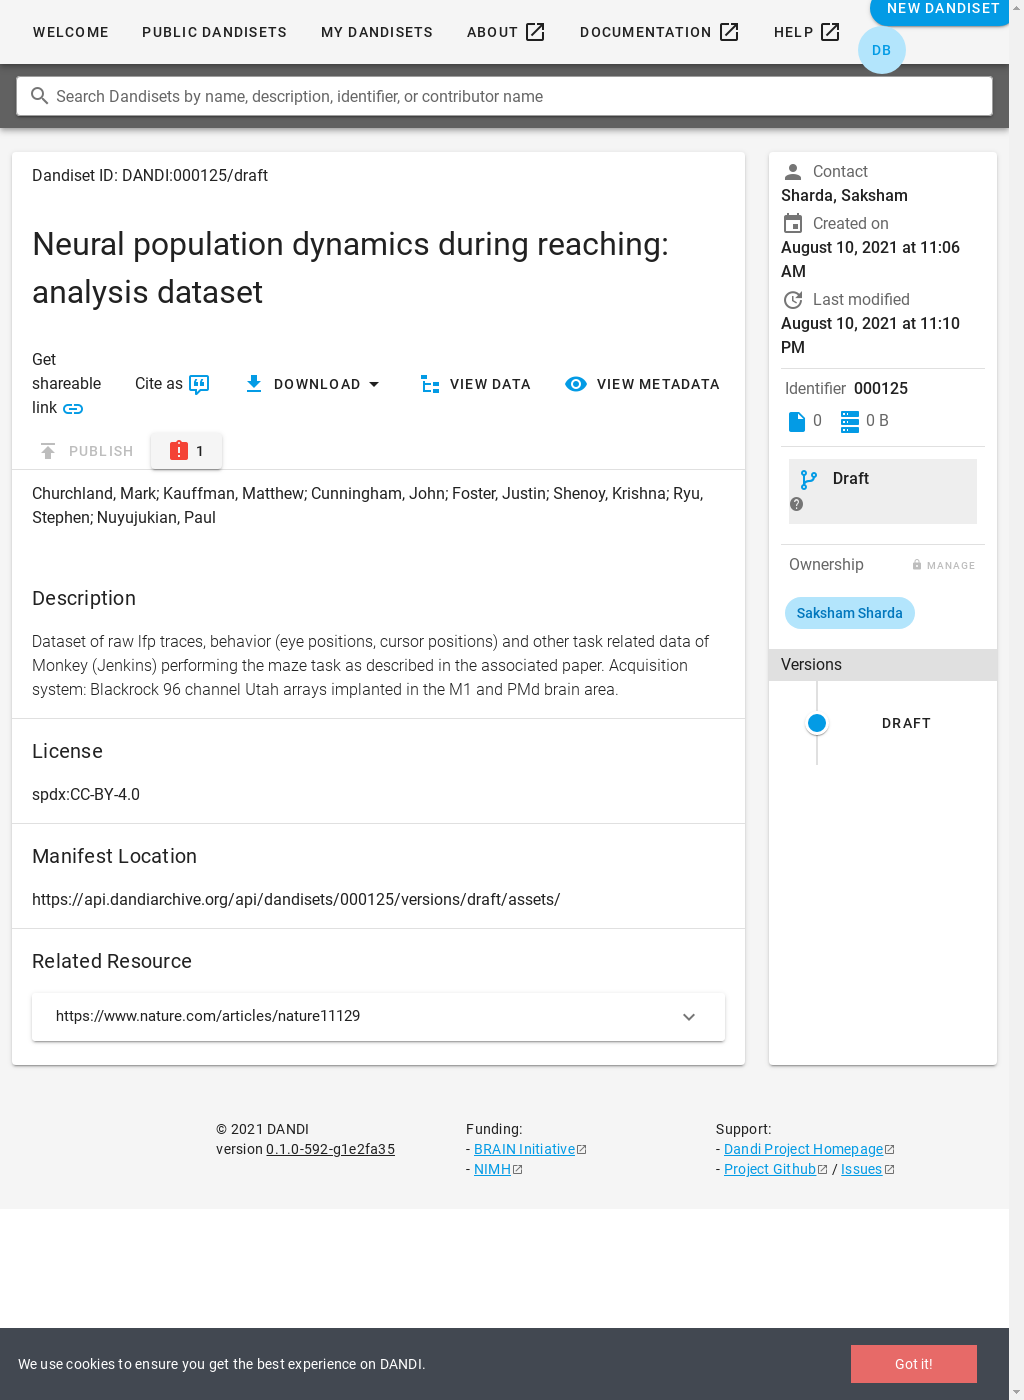 NEW DANDISET
WELCOME
PUBLIC DANDISETS
MY DANDISETS
ABOUT
DOCUMENTATION
HELP
DB
Search Dandisets by name, description, identifier, or contributor name
Dandiset ID: DANDI:000125/draft
Neural population dynamics during reaching:
analysis dataset
Get
shareable
link
Cite as
DOWNLOAD
VIEW DATA
VIEW METADATA
PUBLISH
1
Churchland, Mark; Kauffman, Matthew; Cunningham, John; Foster, Justin; Shenoy, Krishna; Ryu,
Stephen; Nuyujukian, Paul
Description
Dataset of raw lfp traces, behavior (eye positions, cursor positions) and other task related data of
Monkey (Jenkins) performing the maze task as described in the associated paper. Acquisition
system: Blackrock 96 channel Utah arrays implanted in the M1 and PMd brain area.
License
spdx:CC-BY-4.0
Manifest Location
https://api.dandiarchive.org/api/dandisets/000125/versions/draft/assets/
Related Resource
https://www.nature.com/articles/nature11129
Contact
Sharda, Saksham
Created on
August 10, 2021 at 11:06
AM
Last modified
August 10, 2021 at 11:10
PM
Identifier 000125
0
0 B
Draft
Ownership
MANAGE
Saksham Sharda
Versions
DRAFT
© 2021 DANDI
version 0.1.0-592-g1e2fa35
Funding:
- BRAIN Initiative
- NIMH
Support:
- Dandi Project Homepage
- Project Github / Issues
We use cookies to ensure you get the best experience on DANDI.
Got it!